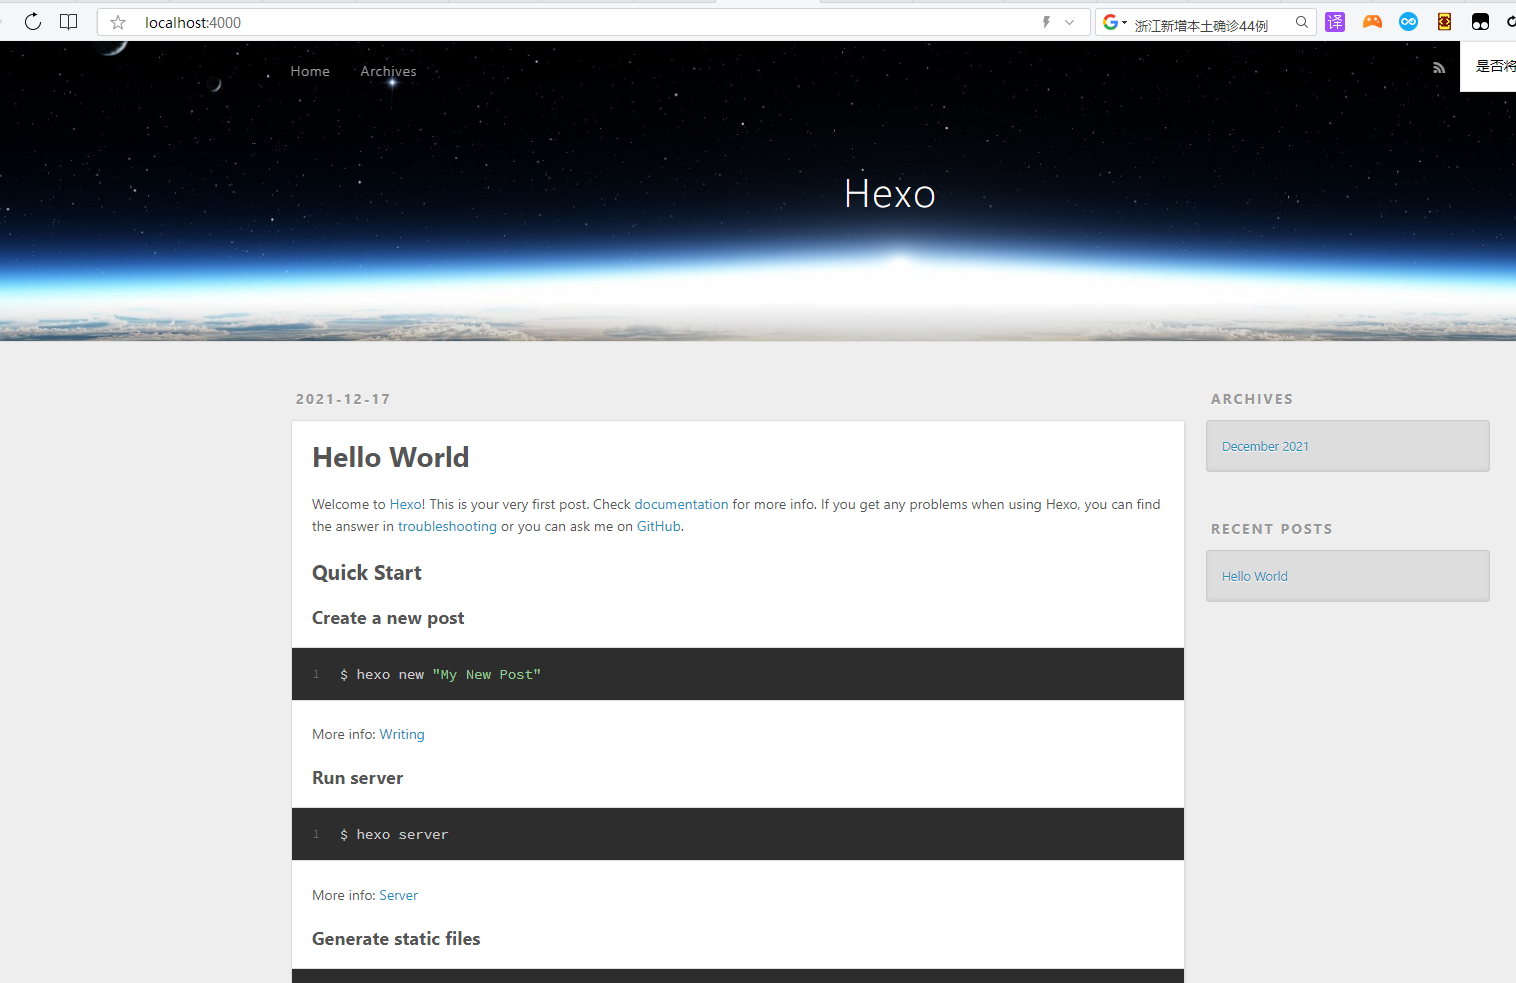 localhost:4000
浙江新增本土确诊44例
译
Home Archives
是否将
Hexo
2021-12-17
Hello World
Welcome to Hexo! This is your very first post. Check documentation for more info. If you get any problems when using Hexo, you can find
the answer in troubleshooting or you can ask me on GitHub.
Quick Start
Create a new post
1 $ hexo new "My New Post"
More info: Writing
Run server
1 $ hexo server
More info: Server
Generate static files
ARCHIVES
December 2021
RECENT POSTS
Hello World